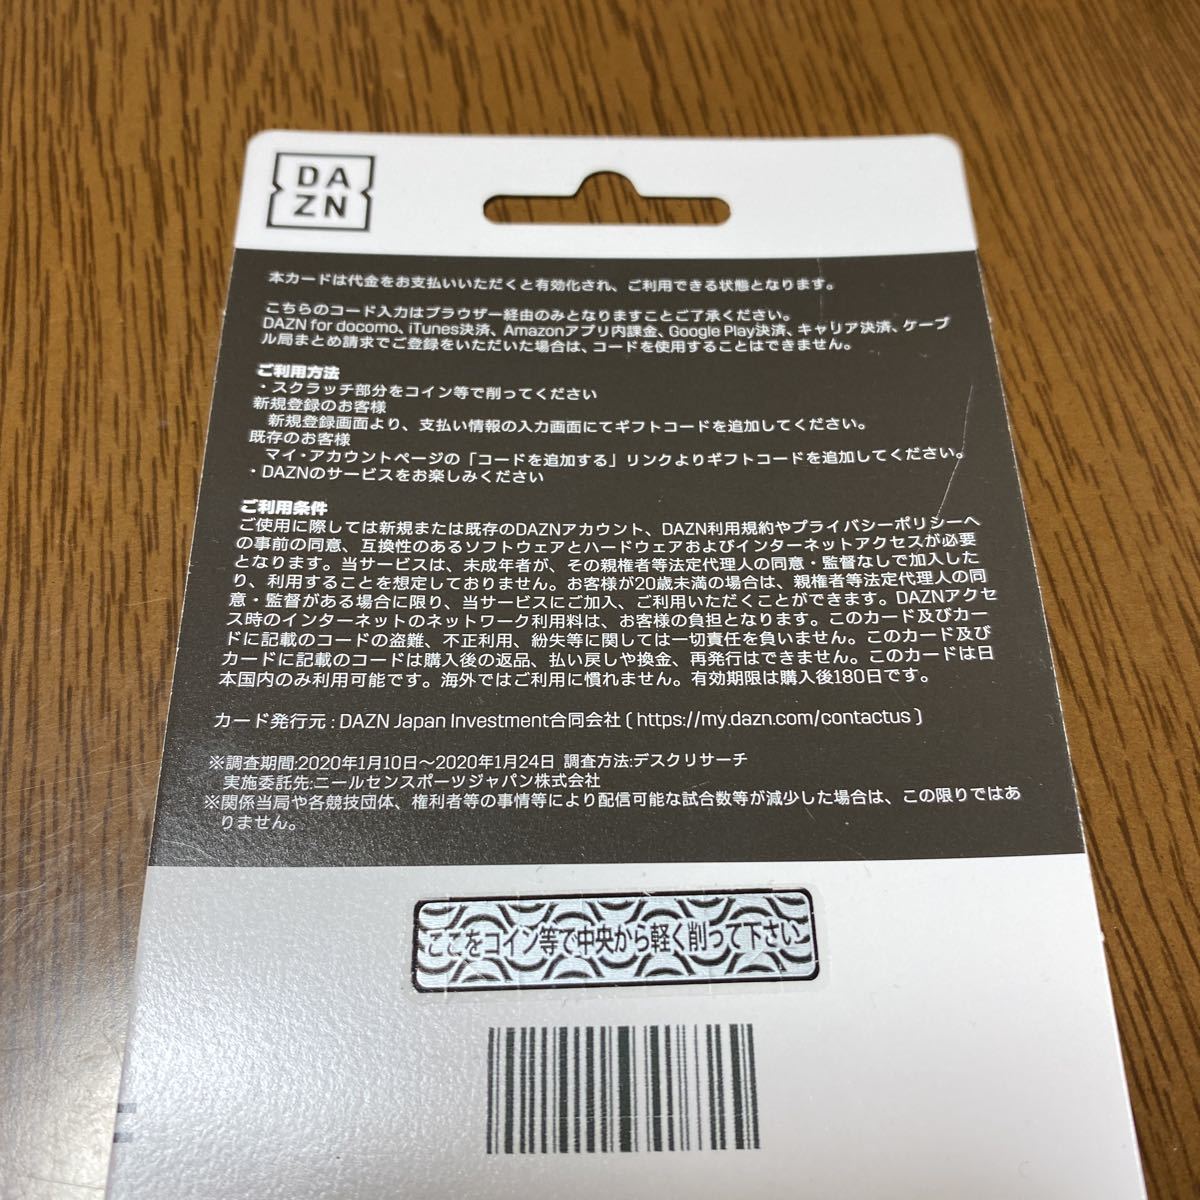 DA
ZN
本カードは代金をお支払いいただくと有効化され、ご利用できる状態となります。
こちらのコード入力はブラウザー経由のみとなりますことご了承ください。
DAZN for docomo、iTunes決済、Amazonアプリ内課金、Google Play決済、キャリア決済、ケーブ
ル局まとめ請求でご登録をいただいた場合は、コードを使用することはできません。
ご利用方法
・スクラッチ部分をコイン等で削ってください
新規登録のお客様
新規登録画面より、支払い情報の入力画面にてギフトコードを追加してください。
既存のお客様
マイ・アカウントページの「コードを追加する」リンクよりギフトコードを追加してください。
・DAZNのサービスをお楽しみください
ご利用条件
ご使用に際しては新規または既存のDAZNアカウント、DAZN利用規約やプライバシーポリシーへ
の事前の同意、互換性のあるソフトウェアとハードウェアおよびインターネットアクセスが必要
となります。当サービスは、未成年者が、その親権者等法定代理人の同意・監督なしで加入した
り、利用することを想定しておりません。お客様が20歳未満の場合は、親権者等法定代理人の同
意・監督がある場合に限り、当サービスにご加入、ご利用いただくことができます。DAZNアクセ
ス時のインターネットのネットワーク利用料は、お客様の負担となります。このカード及びカー
ドに記載のコードの盗難、不正利用、紛失等に関しては一切責任を負いません。このカード及び
カードに記載のコードは購入後の返品、払い戻しや換金、再発行はできません。このカードは日
本国内のみ利用可能です。海外ではご利用に慣れません。有効期限は購入後180日です。
カード発行元 : DAZN Japan Investment合同会社 ( https://my.dazn.com/contactus )
※調査期間:2020年1月10日～2020年1月24日 調査方法:デスクリサーチ
実施委託先:ニールセンスポーツジャパン株式会社
※関係当局や各競技団体、権利者等の事情等により配信可能な試合数等が減少した場合は、この限りではあ
りません。
ここをコイン等で中央から軽く削って下さい